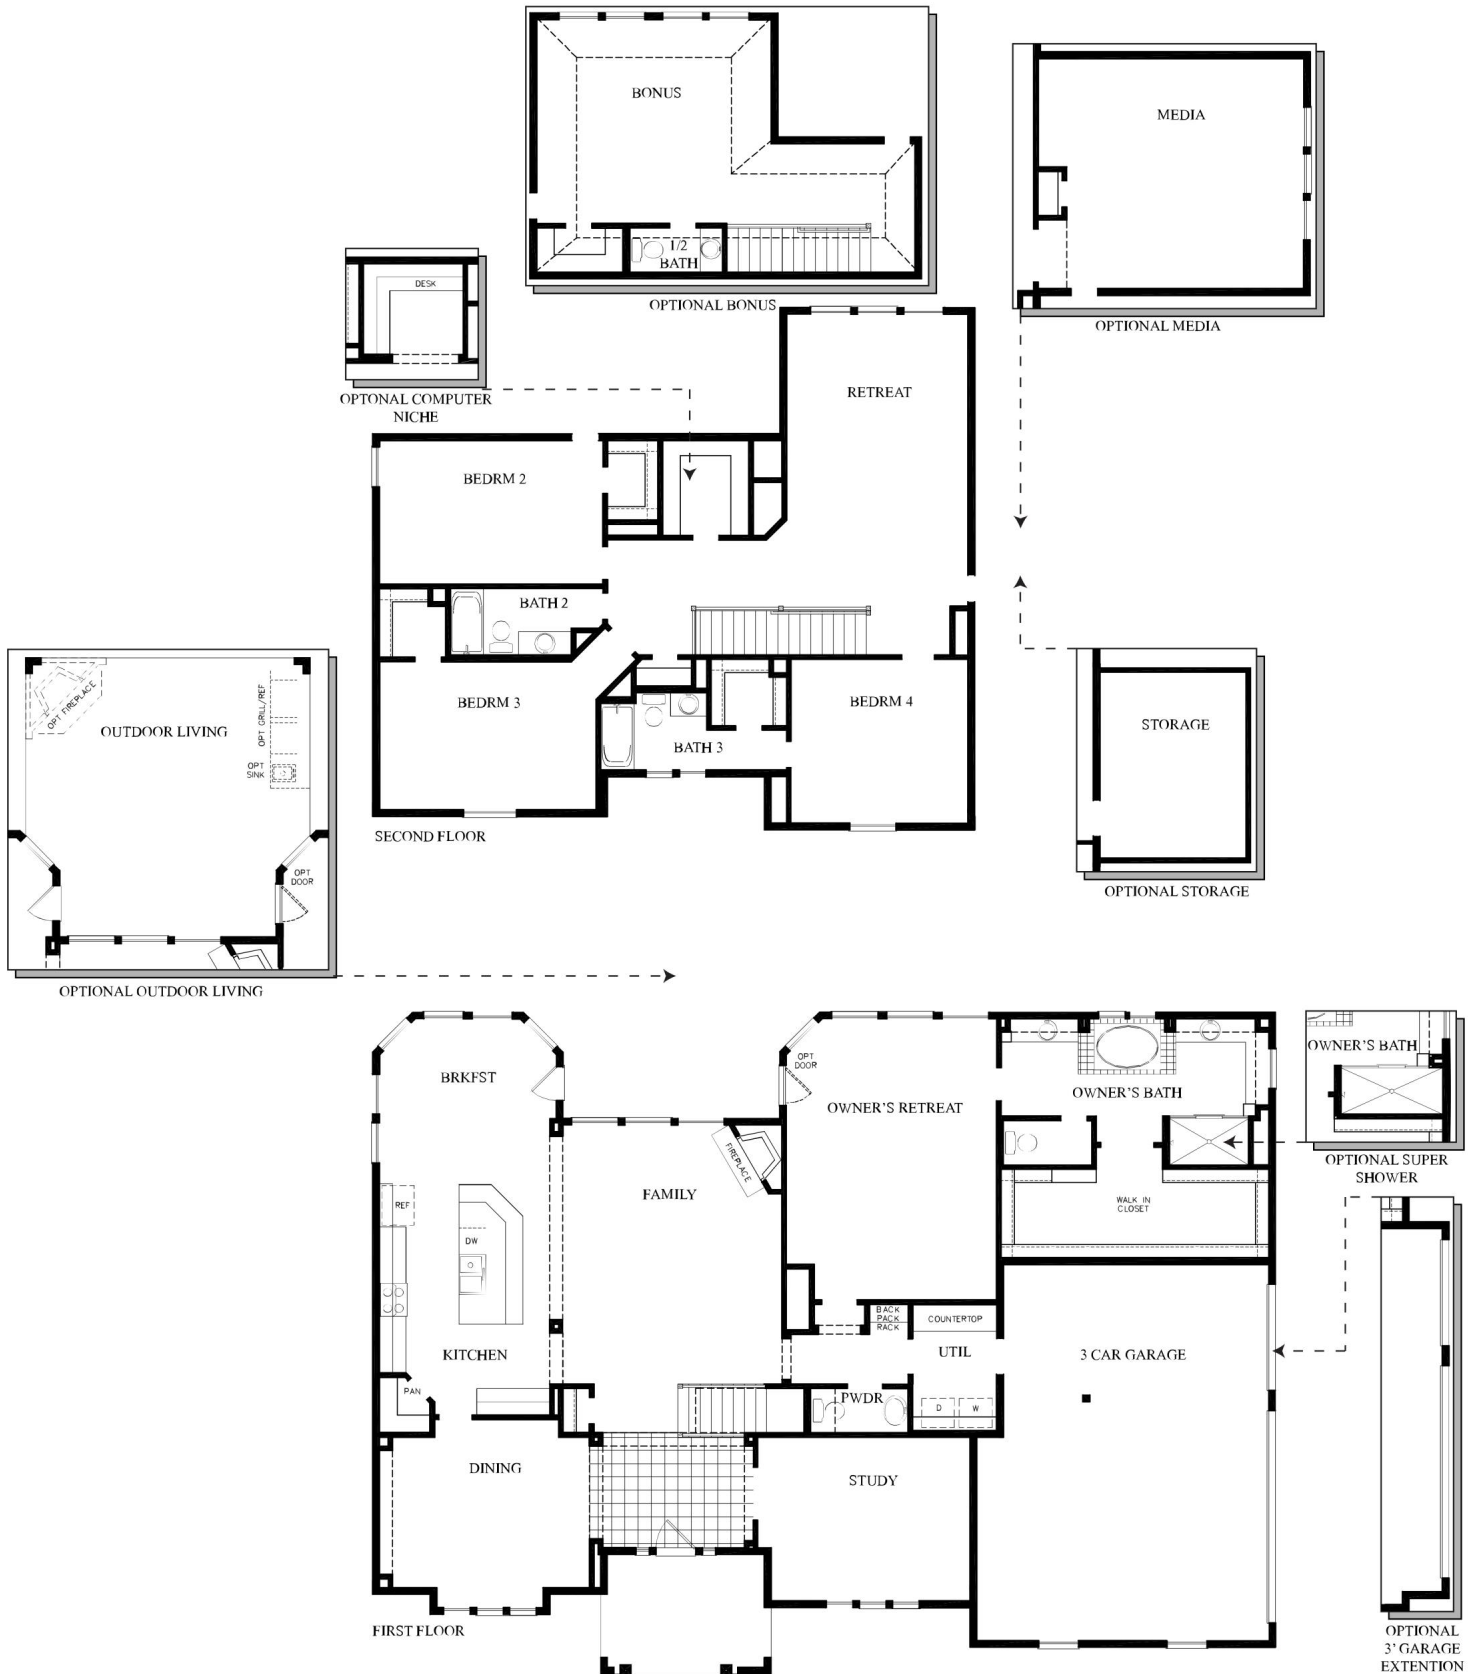 BONUS
1/2
BATH
OPTIONAL BONUS
MEDIA
OPTIONAL MEDIA
DESK
OPTONAL COMPUTER
NICHE
RETREAT
BEDRM 2
BATH 2
BEDRM 3
BATH 3
BEDRM 4
SECOND FLOOR
OPT FIREPLACE
OUTDOOR LIVING
OPT GRILL/REF
OPT
SINK
OPT
DOOR
OPTIONAL OUTDOOR LIVING
STORAGE
OPTIONAL STORAGE
BRKFST
OPT
DOOR
OWNER'S RETREAT
OWNER'S BATH
OWNER'S BATH
OPTIONAL SUPER
SHOWER
FIREPLACE
FAMILY
WALK IN
CLOSET
REF
DW
KITCHEN
PAN
BACK
PACK
RACK
COUNTERTOP
UTIL
3 CAR GARAGE
PWDR
D
W
DINING
STUDY
FIRST FLOOR
OPTIONAL
3' GARAGE
EXTENTION